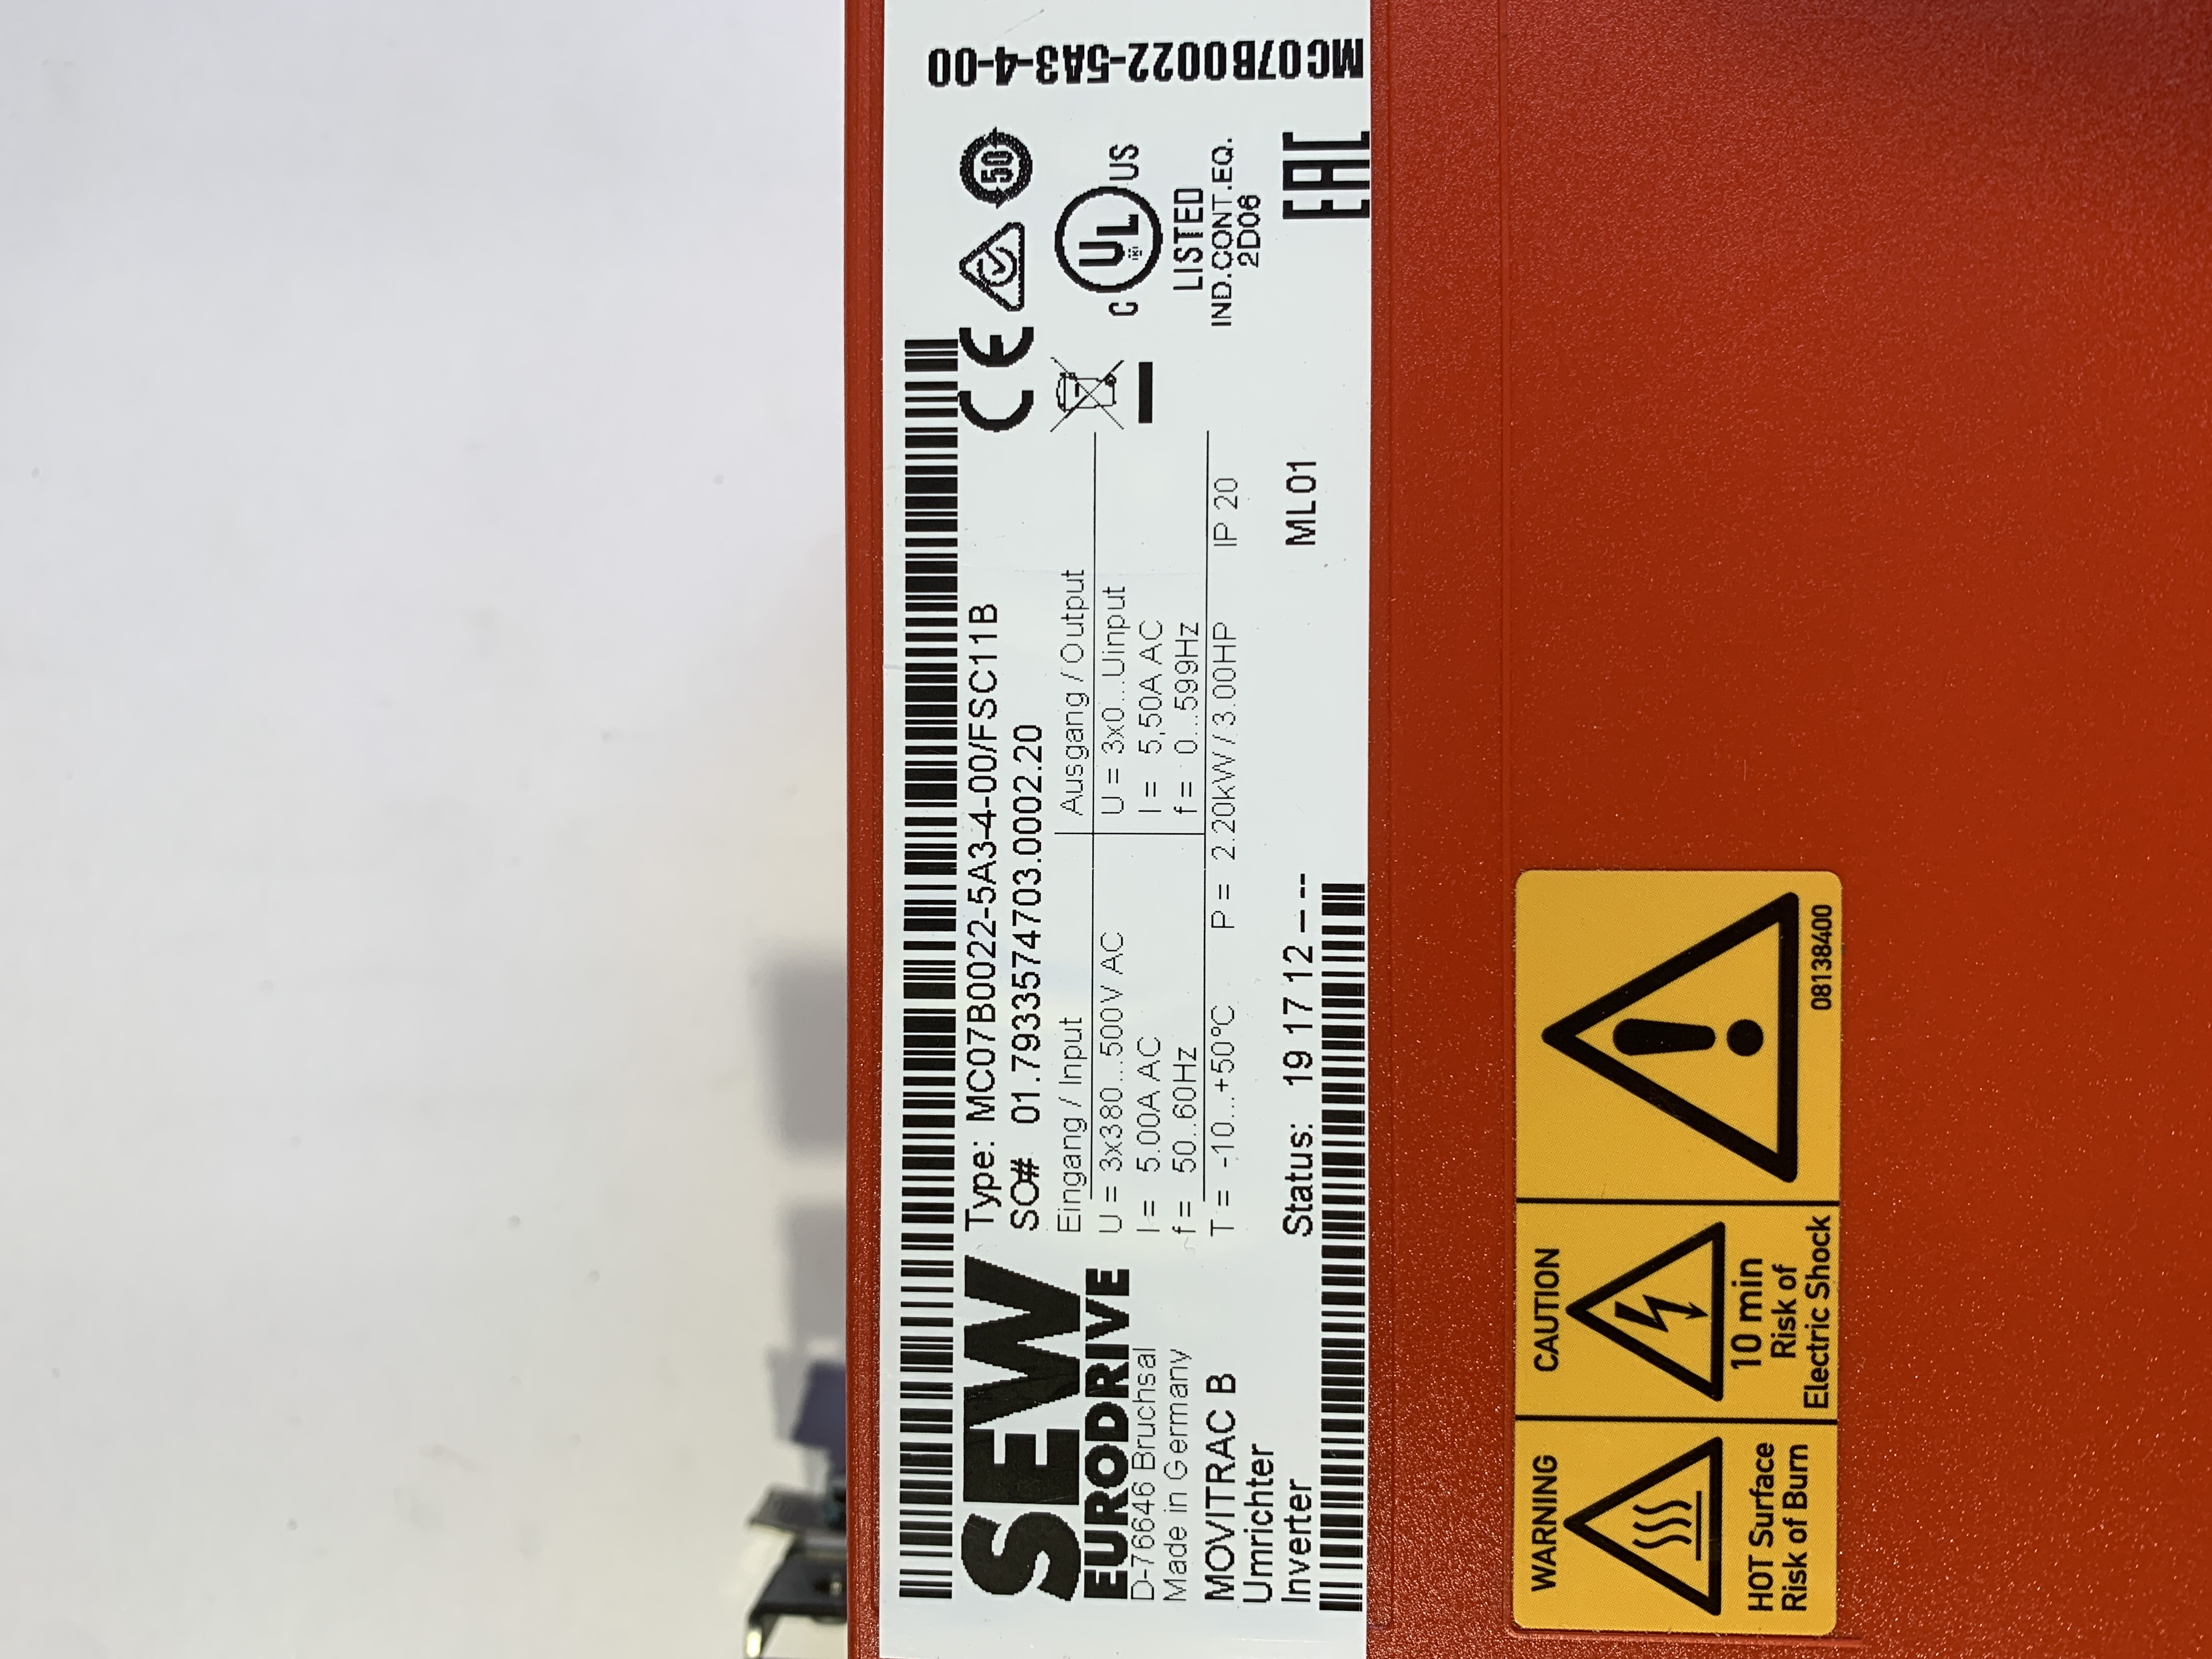 Type: MC07B0022-5A3-4-00/FSC11B
SO# 01.7933574703.0002.20
SEW
EURODRIVE
D-76646 Bruchsal
Made in Germany
MOVITRAC B
Umrichter
Inverter
Eingang / Input
U = 3x380...500V AC
I = 5.00A AC
f = 50..60Hz
T = -10...+50°C
Ausgang / Output
U = 3x0...Uinput
I = 5,50A AC
f = 0...599Hz
P = 2.20kW / 3.00HP IP 20
Status: 19 17 12 – --
ML01
CE
50
C UL US
LISTED
IND.CONT.EQ.
2D06
EAC
MC07B0022-5A3-4-00
WARNING
HOT Surface
Risk of Burn
CAUTION
10 min
Risk of
Electric Shock
08138400